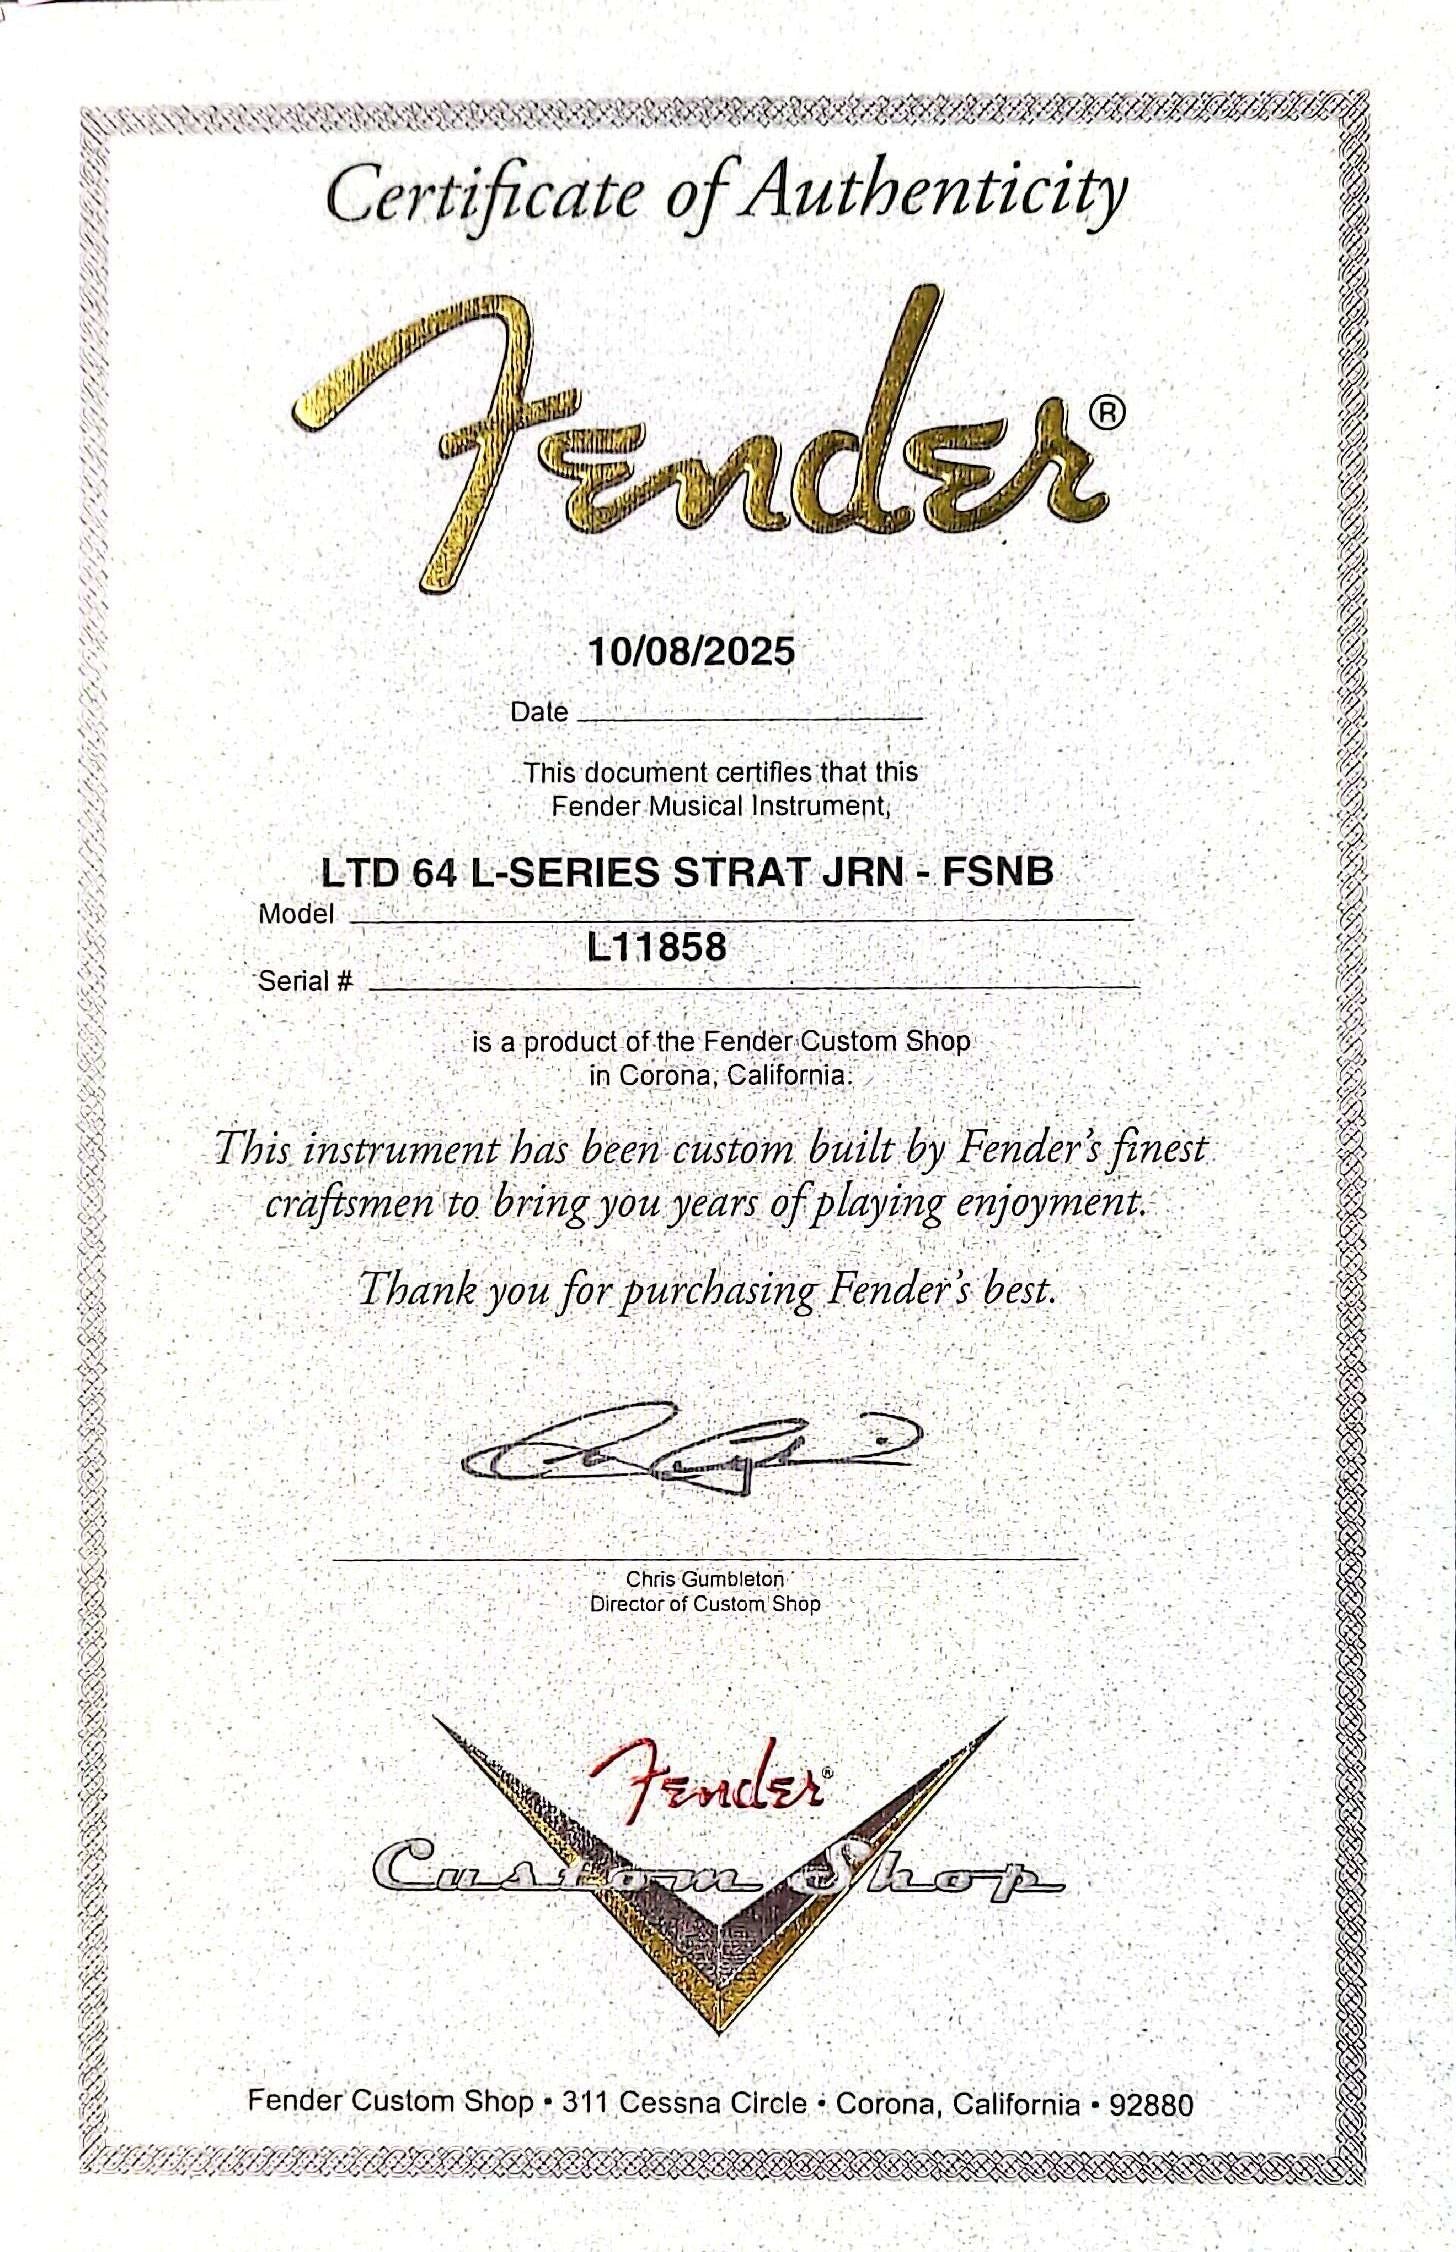 Certificate of Authenticity
Fender®
10/08/2025
Date
This document certifies that this
Fender Musical Instrument,
LTD 64 L-SERIES STRAT JRN - FSNB
Model
L11858
Serial #
is a product of the Fender Custom Shop
in Corona, California.
This instrument has been custom built by Fender's finest
craftsmen to bring you years of playing enjoyment.
Thank you for purchasing Fender's best.
Chris Gumbleton
Director of Custom Shop
Fender®
Custom Shop
Fender Custom Shop • 311 Cessna Circle • Corona, California • 92880